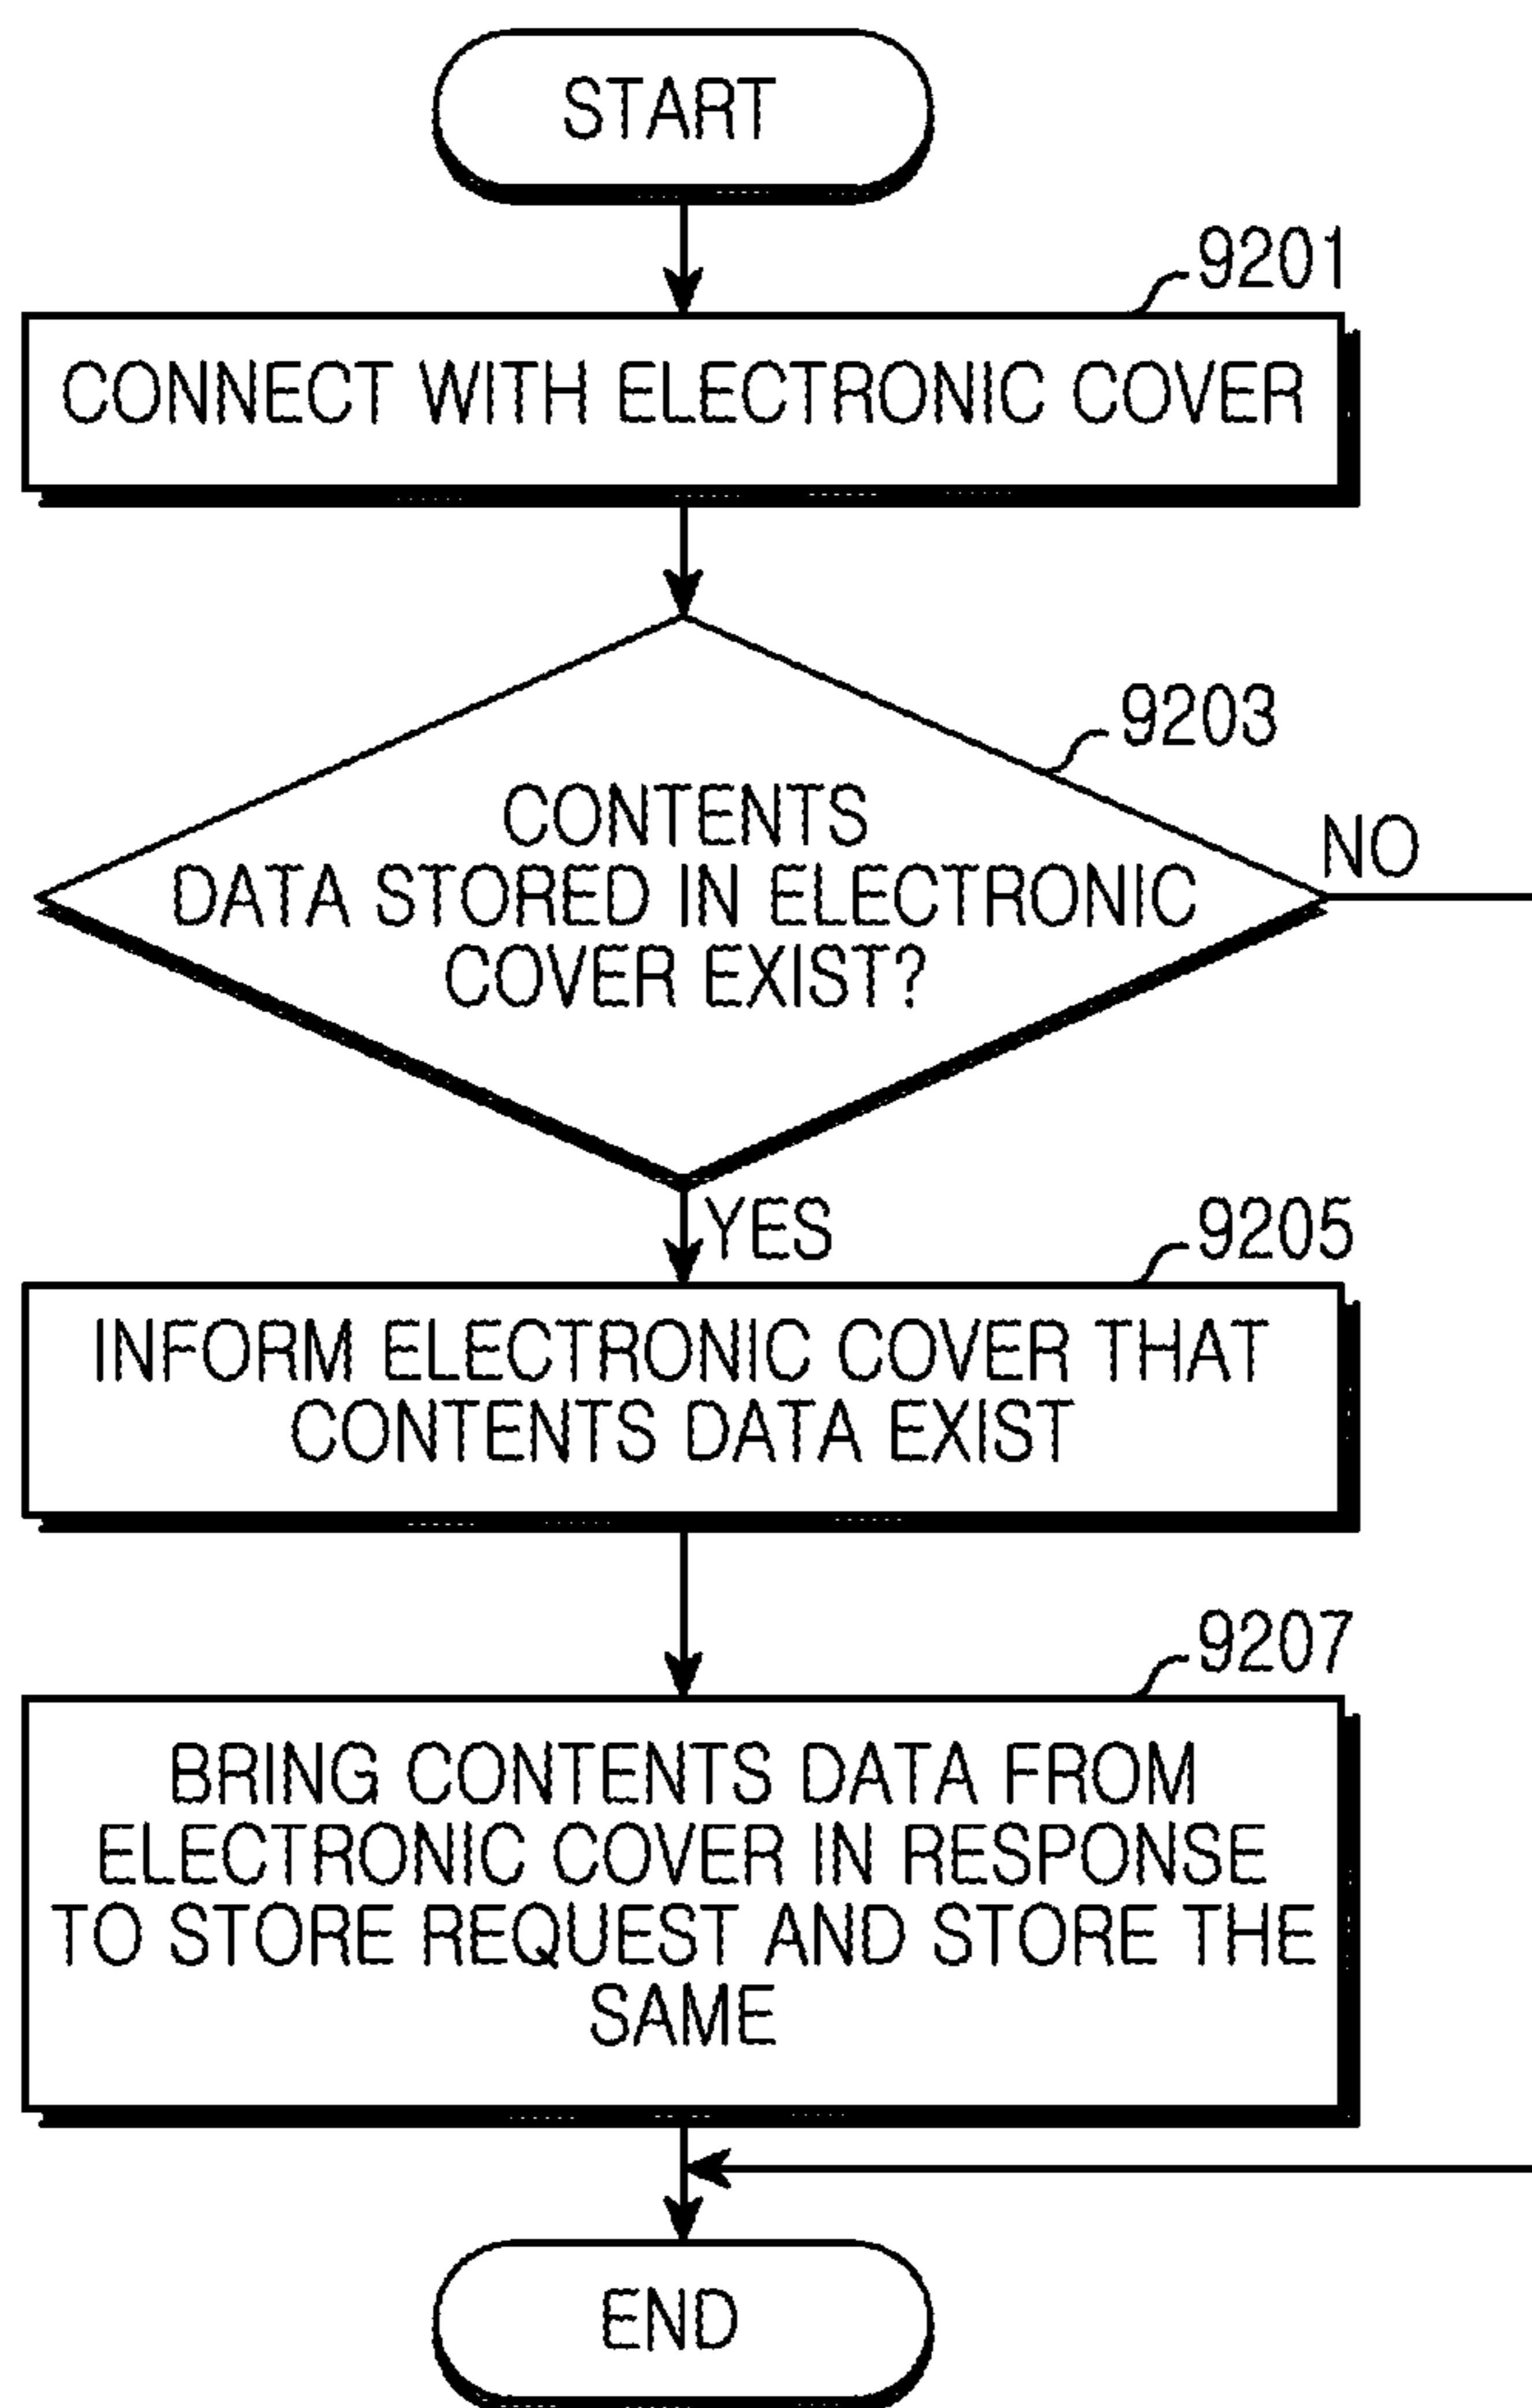 START
9201
CONNECT WITH ELECTRONIC COVER
9203
CONTENTS
DATA STORED IN ELECTRONIC
COVER EXIST?
NO
YES
9205
INFORM ELECTRONIC COVER THAT
CONTENTS DATA EXIST
9207
BRING CONTENTS DATA FROM
ELECTRONIC COVER IN RESPONSE
TO STORE REQUEST AND STORE THE
SAME
END